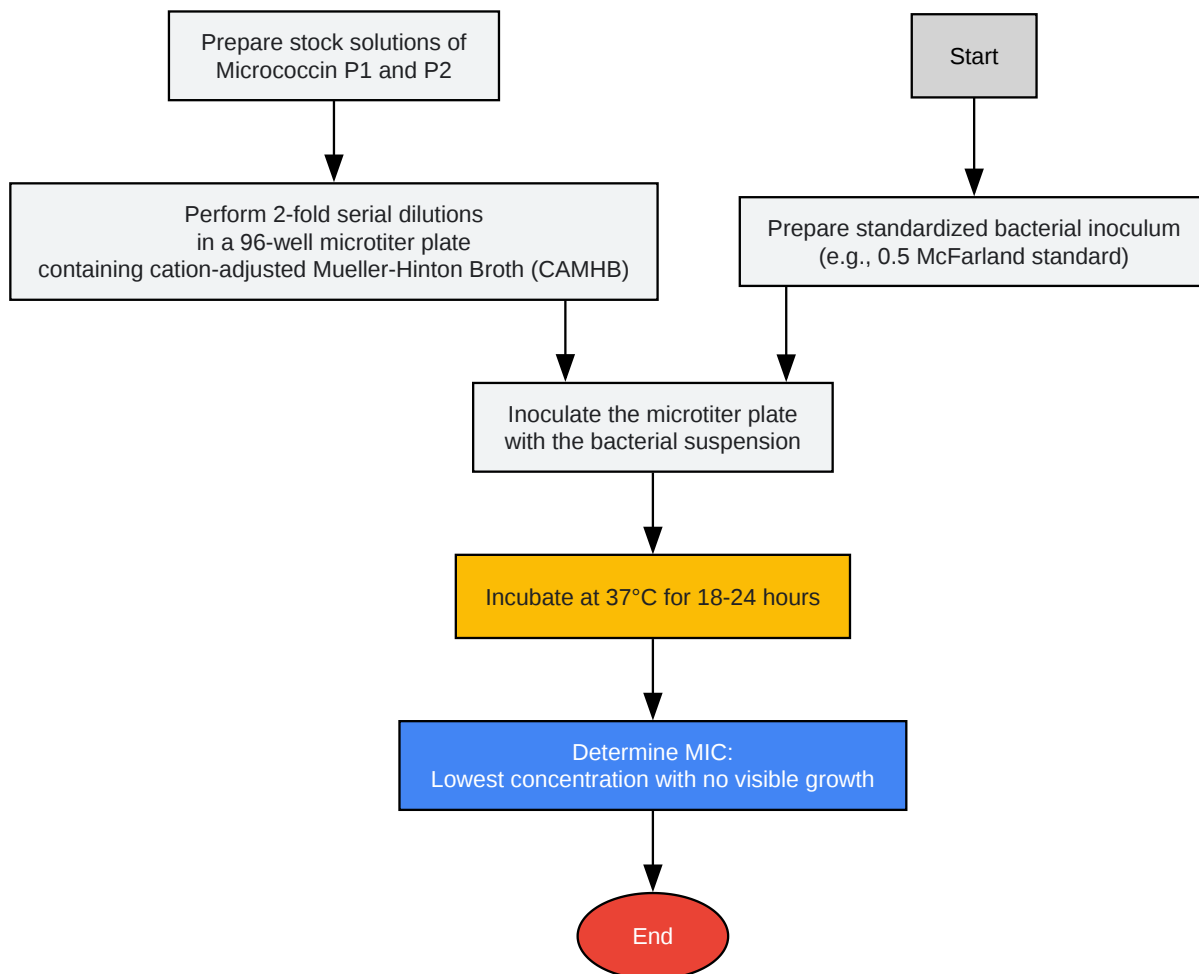 Prepare stock solutions of
Micrococcin P1 and P2
Start
Perform 2-fold serial dilutions
in a 96-well microtiter plate
containing cation-adjusted Mueller-Hinton Broth (CAMHB)
Prepare standardized bacterial inoculum
(e.g., 0.5 McFarland standard)
Inoculate the microtiter plate
with the bacterial suspension
Incubate at 37°C for 18-24 hours
Determine MIC:
Lowest concentration with no visible growth
End